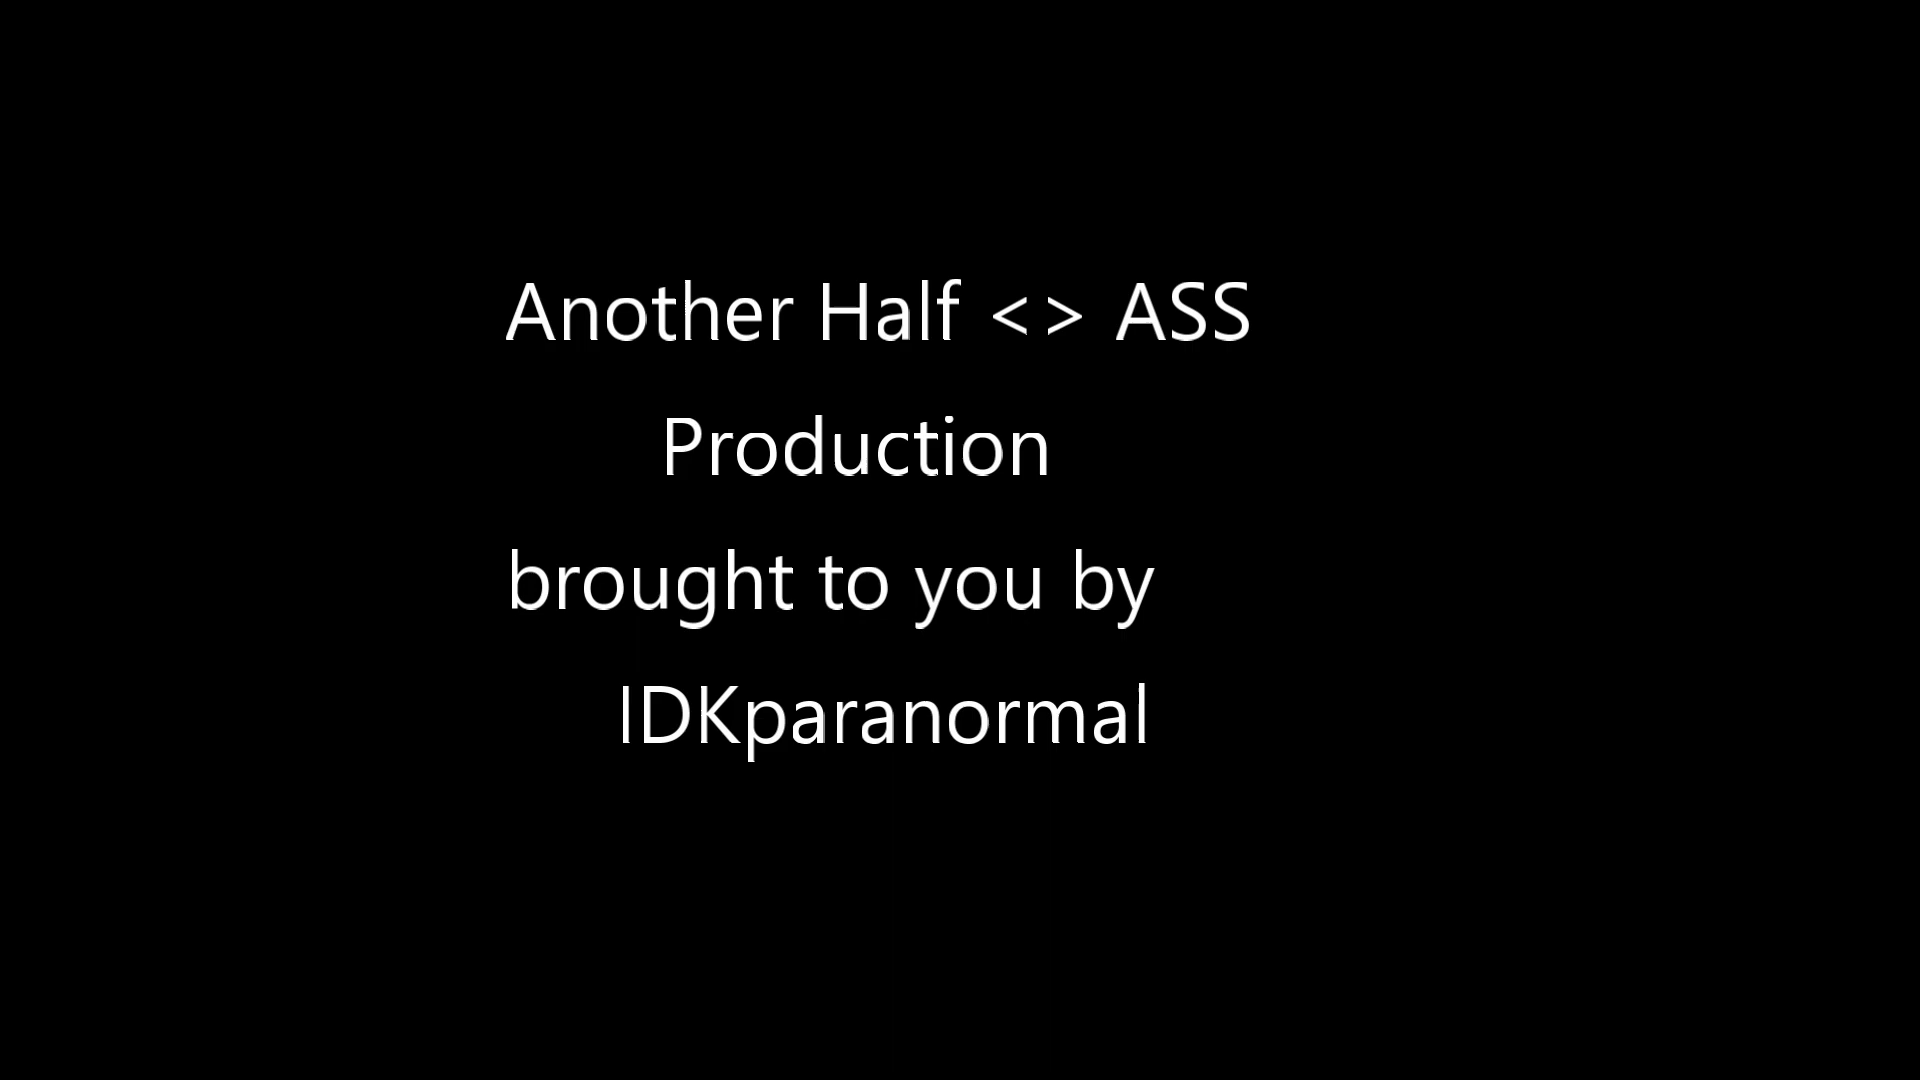 Another Half <> ASS
Production
brought to you by
IDKparanormal